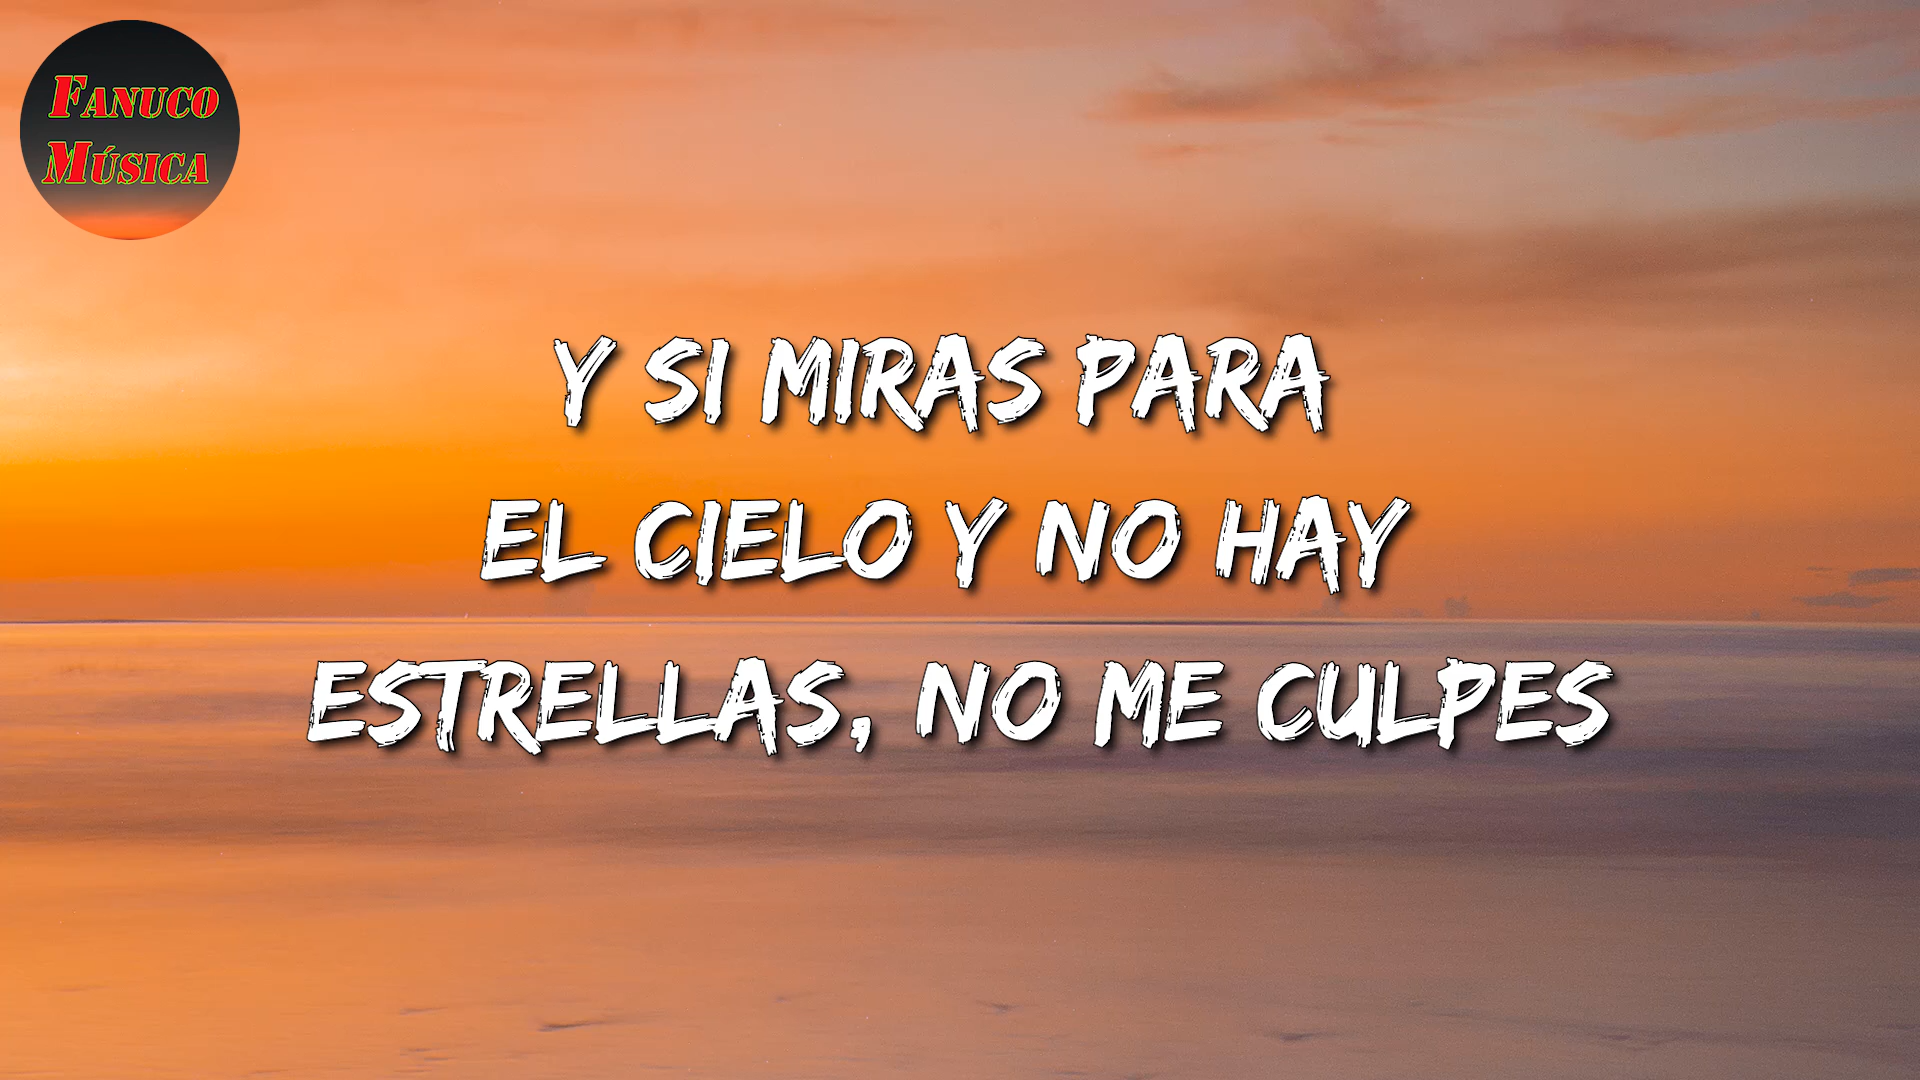 FANUCO
MÚSICA
Y SI MIRAS PARA
EL CIELO Y NO HAY
ESTRELLAS, NO ME CULPES